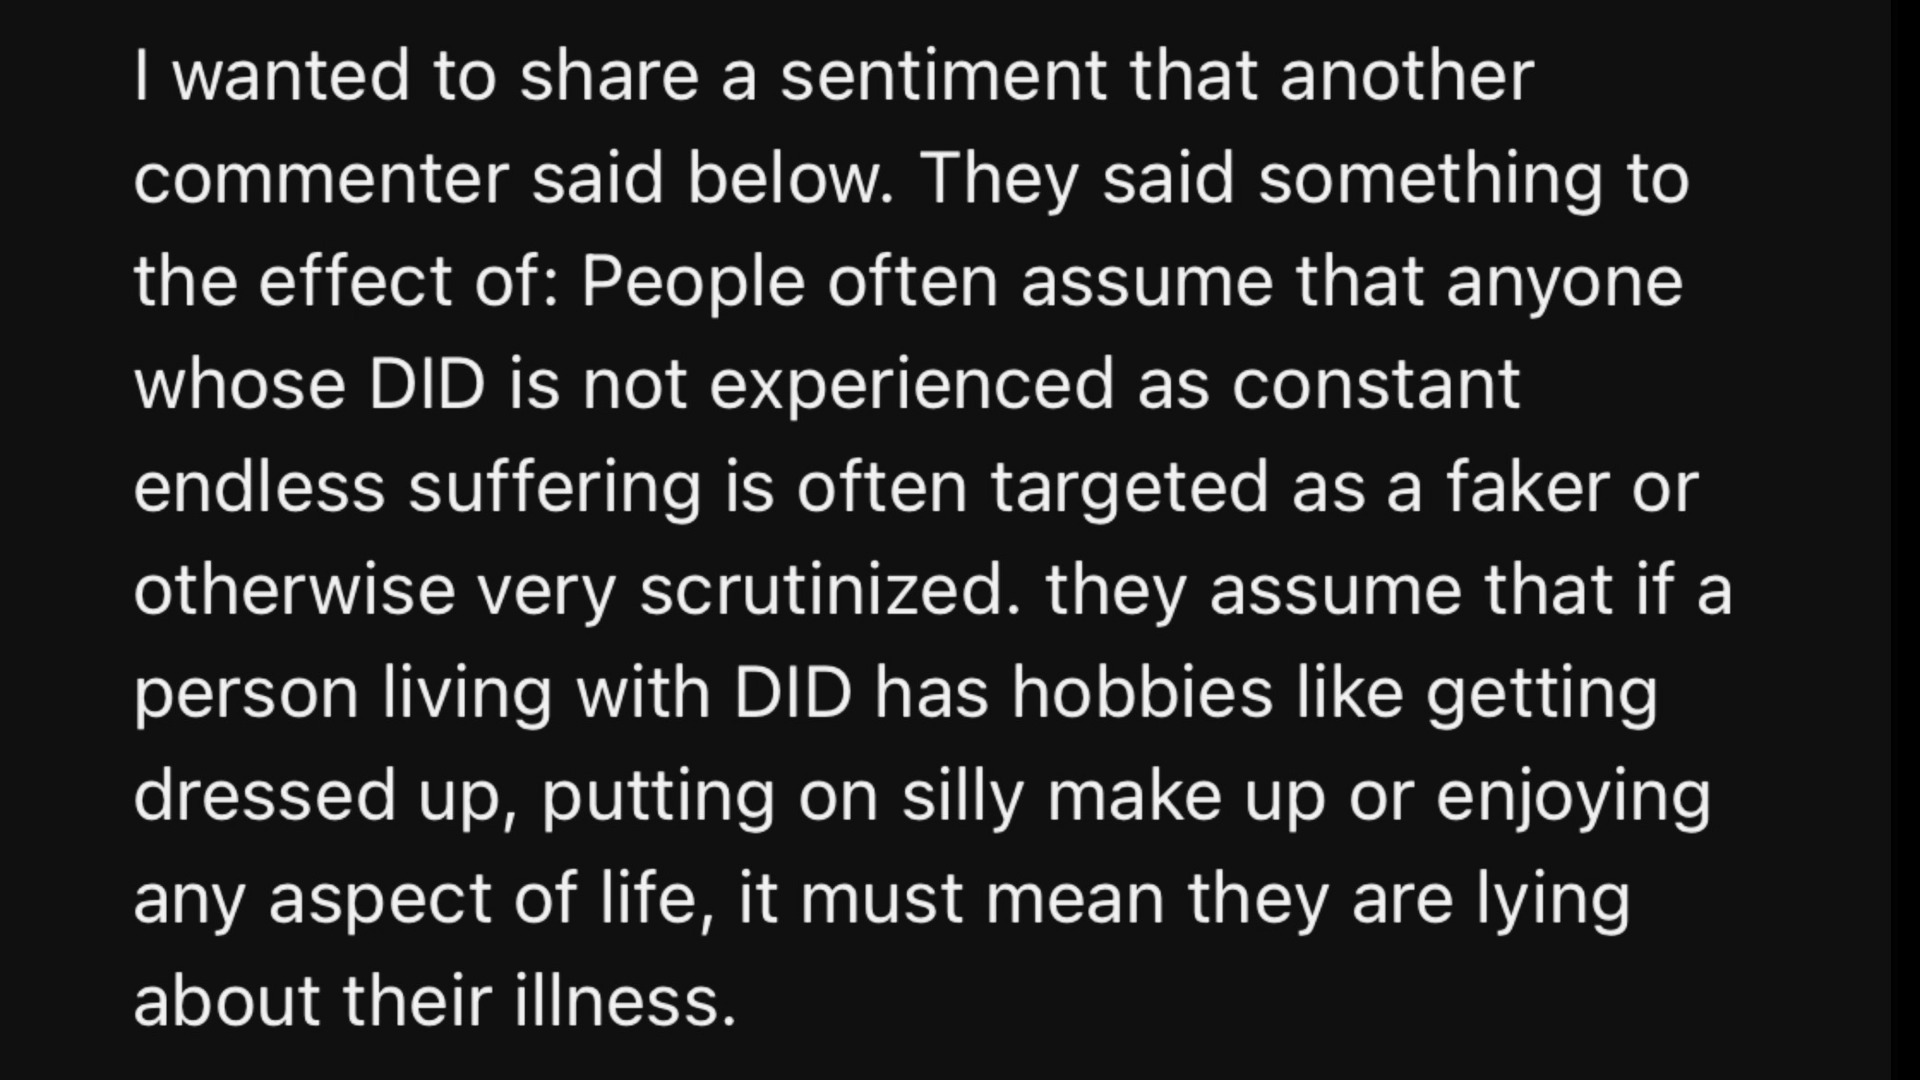 I wanted to share a sentiment that another
commenter said below. They said something to
the effect of: People often assume that anyone
whose DID is not experienced as constant
endless suffering is often targeted as a faker or
otherwise very scrutinized. they assume that if a
person living with DID has hobbies like getting
dressed up, putting on silly make up or enjoying
any aspect of life, it must mean they are lying
about their illness.